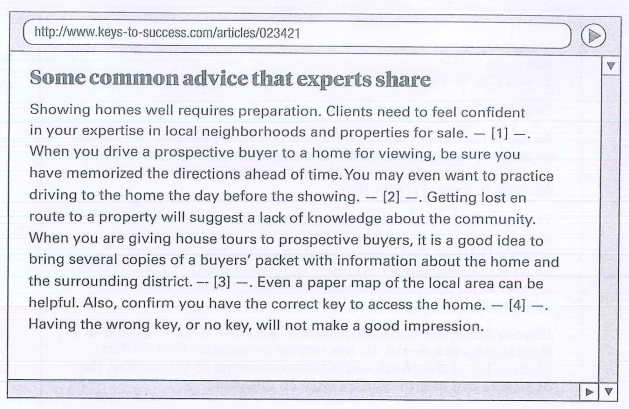 http://www.keys-to-success.com/articles/023421
Some common advice that experts share
Showing homes well requires preparation. Clients need to feel confident
in your expertise in local neighborhoods and properties for sale. — [1] —.
When you drive a prospective buyer to a home for viewing, be sure you
have memorized the directions ahead of time. You may even want to practice
driving to the home the day before the showing. — [2] —. Getting lost en
route to a property will suggest a lack of knowledge about the community.
When you are giving house tours to prospective buyers, it is a good idea to
bring several copies of a buyers' packet with information about the home and
the surrounding district. — [3] —. Even a paper map of the local area can be
helpful. Also, confirm you have the correct key to access the home. — [4] —.
Having the wrong key, or no key, will not make a good impression.